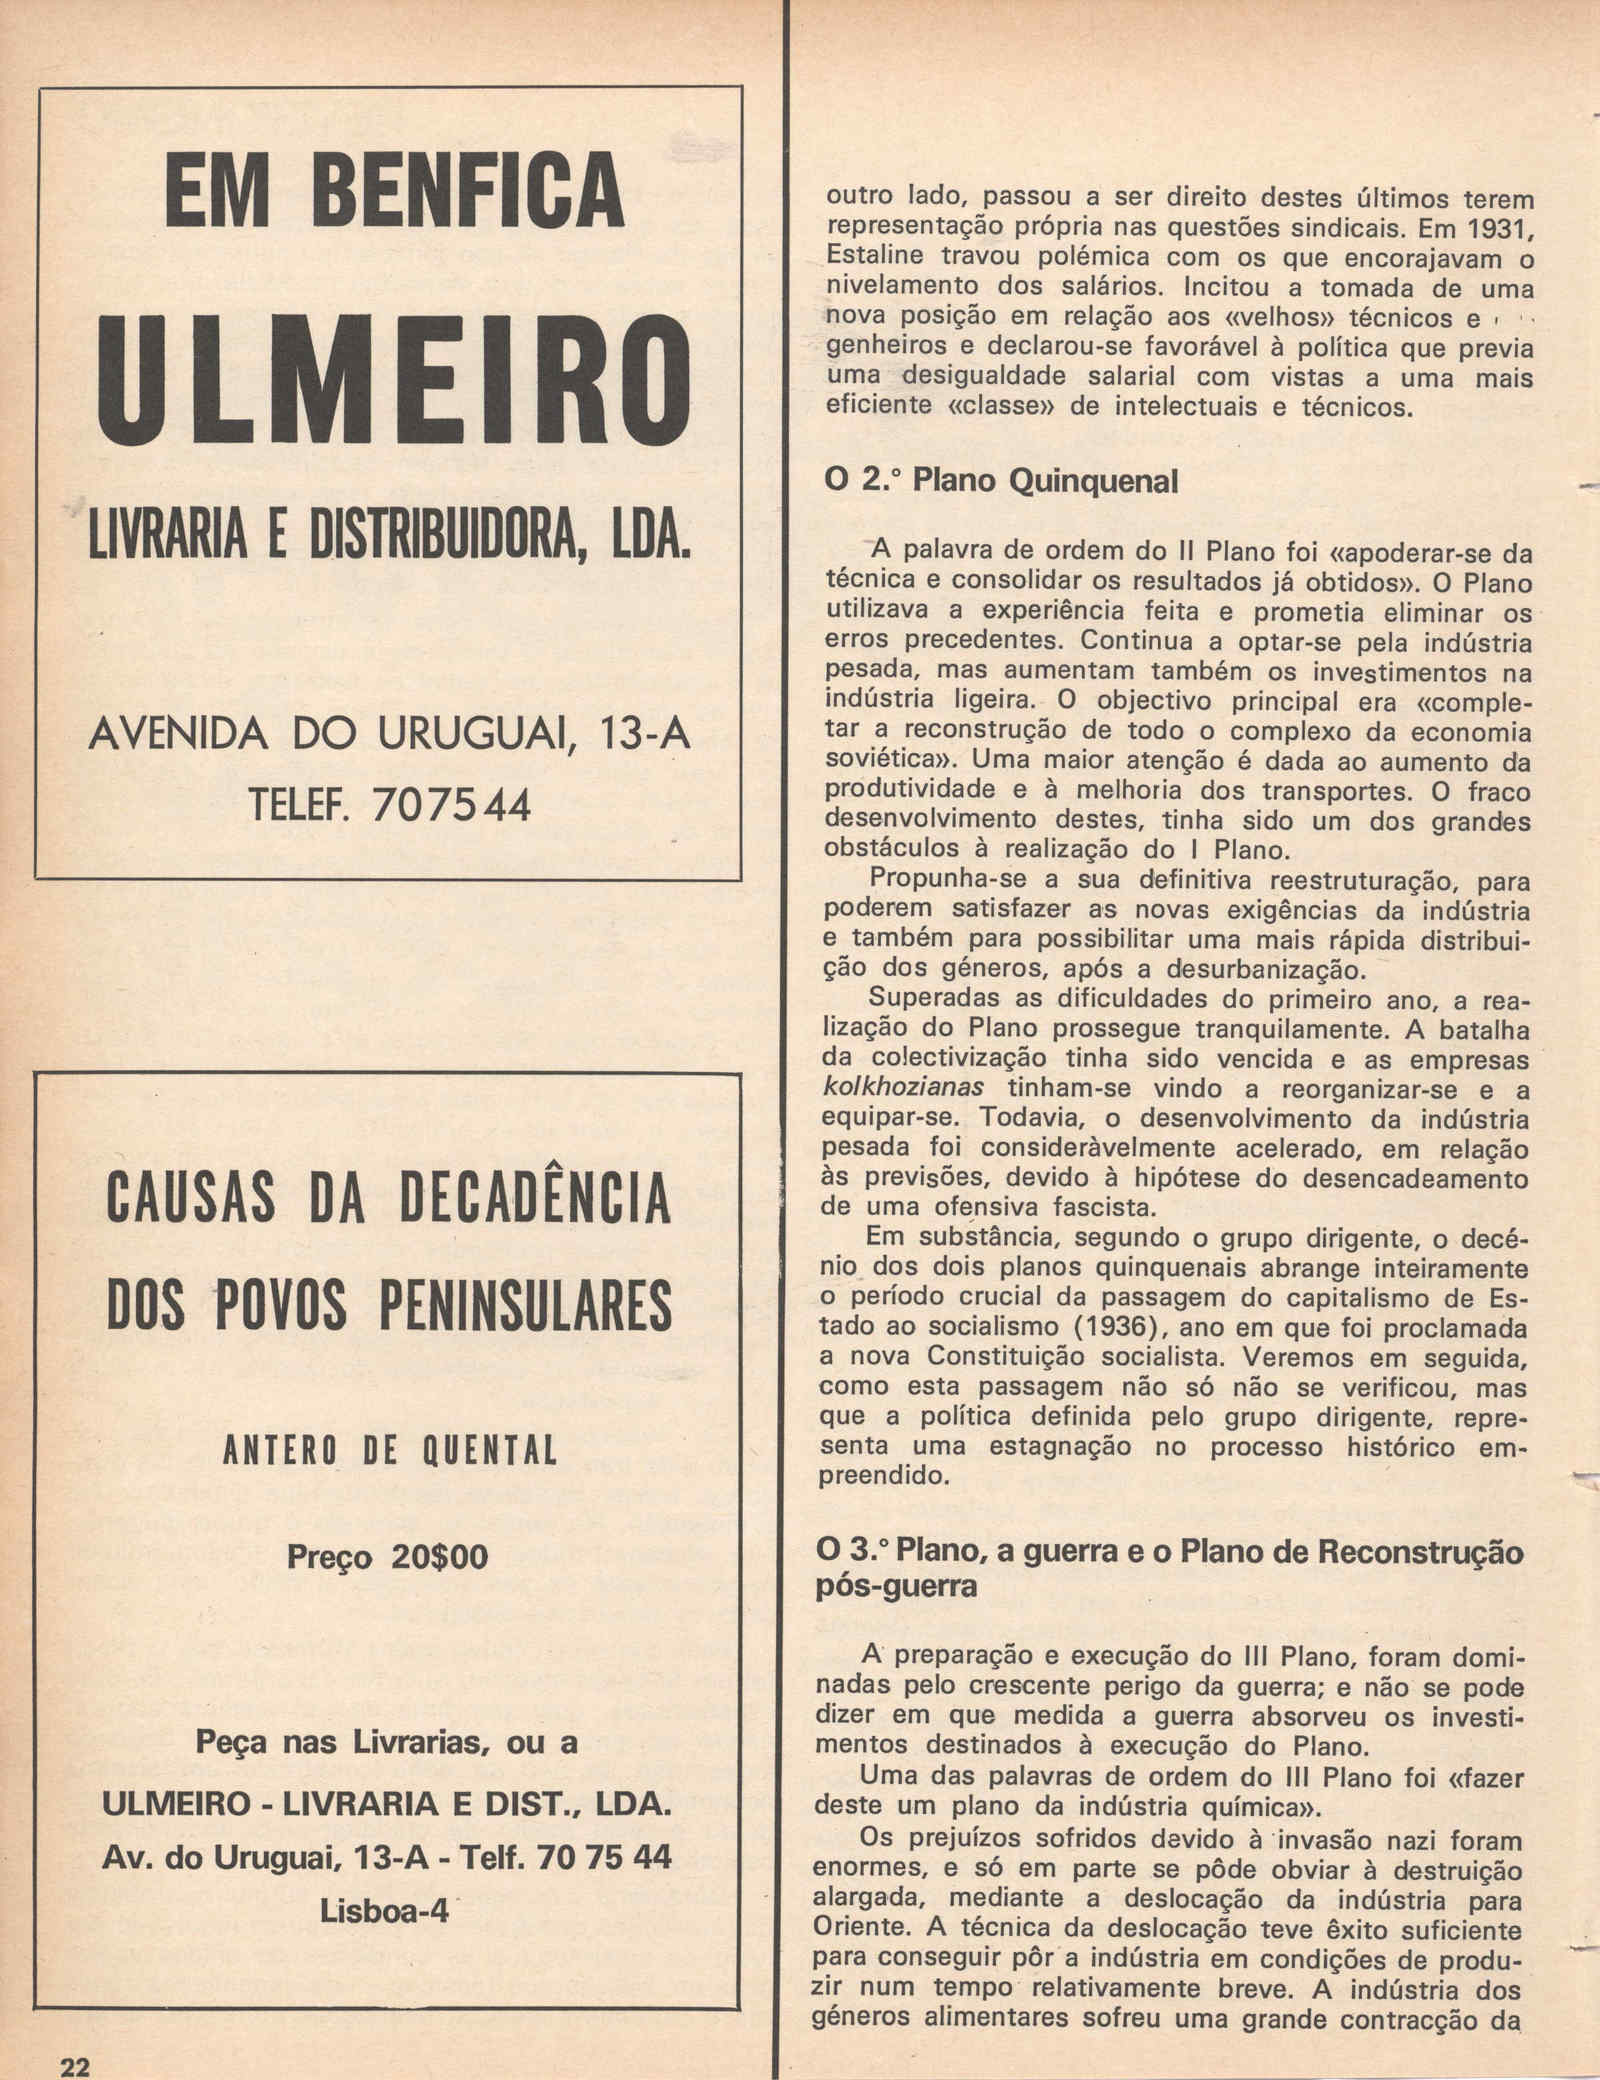 EM BENFICA
ULMEIRO
LIVRARIA E DISTRIBUIDORA, LDA.
AVENIDA DO URUGUAI, 13-A
TELEF. 70 75 44
CAUSAS DA DECADÊNCIA
DOS POVOS PENINSULARES
ANTERO DE QUENTAL
Preço 20$00
Peça nas Livrarias, ou a
ULMEIRO - LIVRARIA E DIST., LDA.
Av. do Uruguai, 13-A - Telf. 70 75 44
Lisboa-4
22
outro lado, passou a ser direito destes últimos terem
representação própria nas questões sindicais. Em 1931,
Estaline travou polémica com os que encorajavam o
nivelamento dos salários. Incitou a tomada de uma
nova posição em relação aos «velhos» técnicos e
genheiros e declarou-se favorável à política que previa
uma desigualdade salarial com vistas a uma mais
eficiente «classe» de intelectuais e técnicos.
O 2.º Plano Quinquenal
A palavra de ordem do II Plano foi «apoderar-se da
técnica e consolidar os resultados já obtidos». O Plano
utilizava a experiência feita e prometia eliminar os
erros precedentes. Continua a optar-se pela indústria
pesada, mas aumentam também os investimentos na
indústria ligeira. O objectivo principal era «comple-
tar a reconstrução de todo o complexo da economia
soviética». Uma maior atenção é dada ao aumento da
produtividade e à melhoria dos transportes. O fraco
desenvolvimento destes, tinha sido um dos grandes
obstáculos à realização do I Plano.
Propunha-se a sua definitiva reestruturação, para
poderem satisfazer as novas exigências da indústria
e também para possibilitar uma mais rápida distribui-
ção dos géneros, após a desurbanização.
Superadas as dificuldades do primeiro ano, a rea-
lização do Plano prossegue tranquilamente. A batalha
da colectivização tinha sido vencida e as empresas
kolkhozianas tinham-se vindo a reorganizar-se e a
equipar-se. Todavia, o desenvolvimento da indústria
pesada foi consideràvelmente acelerado, em relação
às previsões, devido à hipótese do desencadeamento
de uma ofensiva fascista.
Em substância, segundo o grupo dirigente, o decé-
nio dos dois planos quinquenais abrange inteiramente
o período crucial da passagem do capitalismo de Es-
tado ao socialismo (1936), ano em que foi proclamada
a nova Constituição socialista. Veremos em seguida,
como esta passagem não só não se verificou, mas
que a política definida pelo grupo dirigente, repre-
senta uma estagnação no processo histórico em-
preendido.
O 3.º Plano, a guerra e o Plano de Reconstrução
pós-guerra
A preparação e execução do III Plano, foram domi-
nadas pelo crescente perigo da guerra; e não se pode
dizer em que medida a guerra absorveu os investi-
mentos destinados à execução do Plano.
Uma das palavras de ordem do III Plano foi «fazer
deste um plano da indústria química».
Os prejuízos sofridos devido à invasão nazi foram
enormes, e só em parte se pôde obviar à destruição
alargada, mediante a deslocação da indústria para
Oriente. A técnica da deslocação teve êxito suficiente
para conseguir pôr a indústria em condições de produ-
zir num tempo relativamente breve. A indústria dos
géneros alimentares sofreu uma grande contracção da